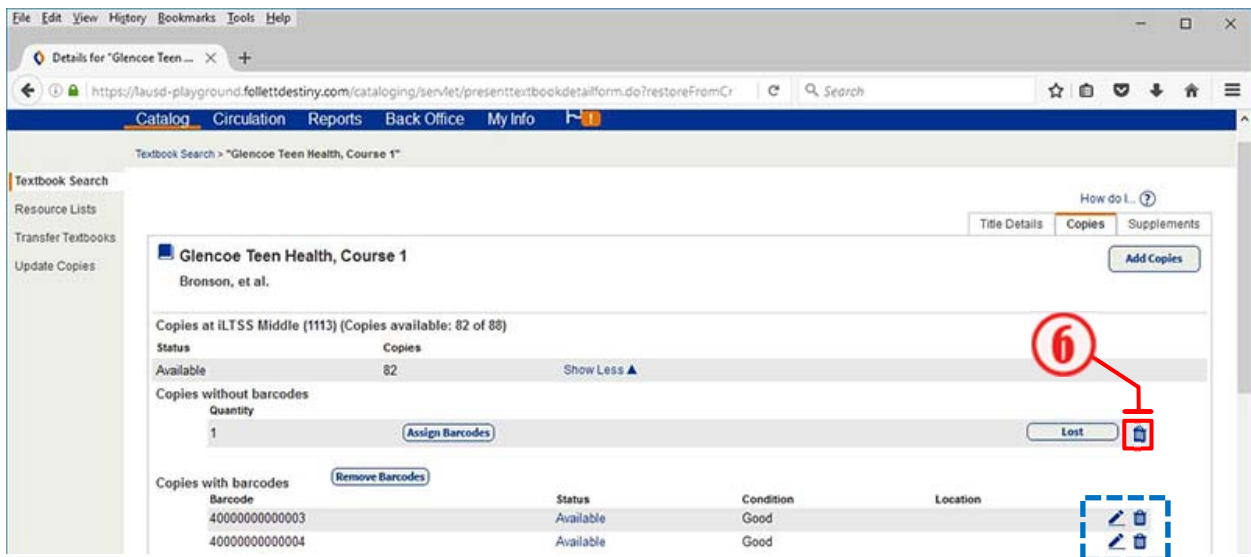 File Edit View History Bookmarks Tools Help
Details for "Glencoe Teen ...
https://lausd-playground.follettdestiny.com/cataloging/servlet/presenttextbookdetailform.do?restoreFromCr
Search
Catalog Circulation Reports Back Office My Info
Textbook Search > "Glencoe Teen Health, Course 1"
Textbook Search
How do I... ?
Resource Lists
Title Details Copies Supplements
Transfer Textbooks
Glencoe Teen Health, Course 1
Add Copies
Update Copies
Bronson, et al.
Copies at iLTSS Middle (1113) (Copies available: 82 of 88)
6
Status Copies
Available 82 Show Less
Copies without barcodes
Quantity
1 Assign Barcodes Lost
Copies with barcodes Remove Barcodes
Barcode Status Condition Location
40000000000003 Available Good
40000000000004 Available Good